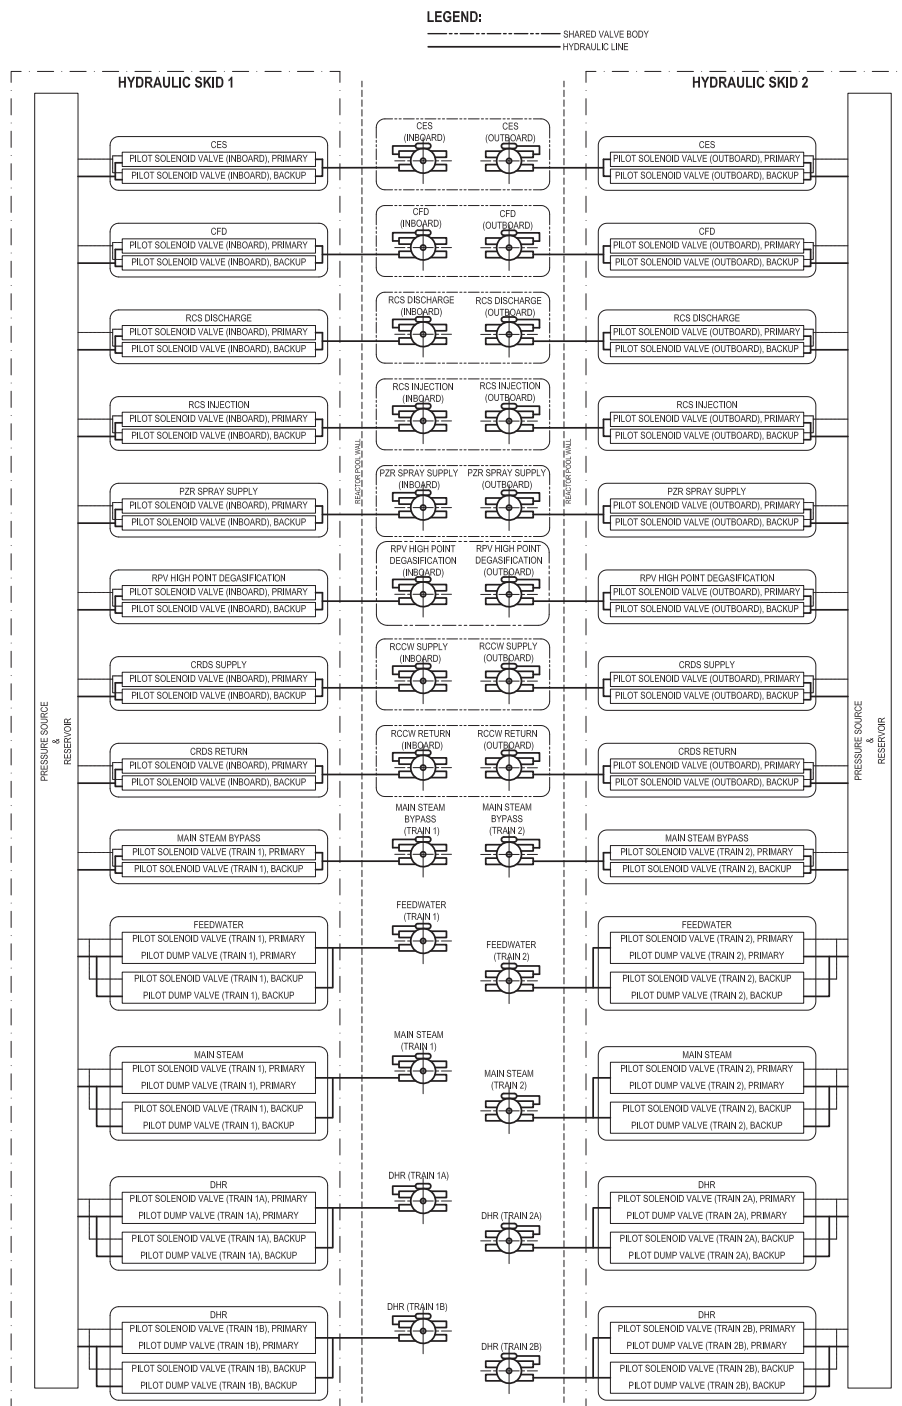 LEGEND:
SHARED VALVE BODY
HYDRAULIC LINE
HYDRAULIC SKID 1
HYDRAULIC SKID 2
PRESSURE SOURCE
&
RESERVOIR
CES
PILOT SOLENOID VALVE (INBOARD), PRIMARY
PILOT SOLENOID VALVE (INBOARD), BACKUP
CFD
PILOT SOLENOID VALVE (INBOARD), PRIMARY
PILOT SOLENOID VALVE (INBOARD), BACKUP
RCS DISCHARGE
PILOT SOLENOID VALVE (INBOARD), PRIMARY
PILOT SOLENOID VALVE (INBOARD), BACKUP
RCS INJECTION
PILOT SOLENOID VALVE (INBOARD), PRIMARY
PILOT SOLENOID VALVE (INBOARD), BACKUP
PZR SPRAY SUPPLY
PILOT SOLENOID VALVE (INBOARD), PRIMARY
PILOT SOLENOID VALVE (INBOARD), BACKUP
RPV HIGH POINT DEGASIFICATION
PILOT SOLENOID VALVE (INBOARD), PRIMARY
PILOT SOLENOID VALVE (INBOARD), BACKUP
CRDS SUPPLY
PILOT SOLENOID VALVE (INBOARD), PRIMARY
PILOT SOLENOID VALVE (INBOARD), BACKUP
CRDS RETURN
PILOT SOLENOID VALVE (INBOARD), PRIMARY
PILOT SOLENOID VALVE (INBOARD), BACKUP
MAIN STEAM BYPASS
PILOT SOLENOID VALVE (TRAIN 1), PRIMARY
PILOT SOLENOID VALVE (TRAIN 1), BACKUP
FEEDWATER
PILOT SOLENOID VALVE (TRAIN 1), PRIMARY
PILOT DUMP VALVE (TRAIN 1), PRIMARY
PILOT SOLENOID VALVE (TRAIN 1), BACKUP
PILOT DUMP VALVE (TRAIN 1), BACKUP
MAIN STEAM
PILOT SOLENOID VALVE (TRAIN 1), PRIMARY
PILOT DUMP VALVE (TRAIN 1), PRIMARY
PILOT SOLENOID VALVE (TRAIN 1), BACKUP
PILOT DUMP VALVE (TRAIN 1), BACKUP
DHR
PILOT SOLENOID VALVE (TRAIN 1A), PRIMARY
PILOT DUMP VALVE (TRAIN 1A), PRIMARY
PILOT SOLENOID VALVE (TRAIN 1A), BACKUP
PILOT DUMP VALVE (TRAIN 1A), BACKUP
DHR
PILOT SOLENOID VALVE (TRAIN 1B), PRIMARY
PILOT DUMP VALVE (TRAIN 1B), PRIMARY
PILOT SOLENOID VALVE (TRAIN 1B), BACKUP
PILOT DUMP VALVE (TRAIN 1B), BACKUP
REACTOR POOL WALL
CES
(INBOARD)
CES
(OUTBOARD)
CFD
(INBOARD)
CFD
(OUTBOARD)
RCS DISCHARGE
(INBOARD)
RCS DISCHARGE
(OUTBOARD)
RCS INJECTION
(INBOARD)
RCS INJECTION
(OUTBOARD)
PZR SPRAY SUPPLY
(INBOARD)
PZR SPRAY SUPPLY
(OUTBOARD)
RPV HIGH POINT
DEGASIFICATION
(INBOARD)
RPV HIGH POINT
DEGASIFICATION
(OUTBOARD)
RCCW SUPPLY
(INBOARD)
RCCW SUPPLY
(OUTBOARD)
RCCW RETURN
(INBOARD)
RCCW RETURN
(OUTBOARD)
MAIN STEAM
BYPASS
(TRAIN 1)
MAIN STEAM
BYPASS
(TRAIN 2)
FEEDWATER
(TRAIN 1)
FEEDWATER
(TRAIN 2)
MAIN STEAM
(TRAIN 1)
MAIN STEAM
(TRAIN 2)
DHR (TRAIN 1A)
DHR (TRAIN 2A)
DHR (TRAIN 1B)
DHR (TRAIN 2B)
REACTOR POOL WALL
CES
PILOT SOLENOID VALVE (OUTBOARD), PRIMARY
PILOT SOLENOID VALVE (OUTBOARD), BACKUP
CFD
PILOT SOLENOID VALVE (OUTBOARD), PRIMARY
PILOT SOLENOID VALVE (OUTBOARD), BACKUP
RCS DISCHARGE
PILOT SOLENOID VALVE (OUTBOARD), PRIMARY
PILOT SOLENOID VALVE (OUTBOARD), BACKUP
RCS INJECTION
PILOT SOLENOID VALVE (OUTBOARD), PRIMARY
PILOT SOLENOID VALVE (OUTBOARD), BACKUP
PZR SPRAY SUPPLY
PILOT SOLENOID VALVE (OUTBOARD), PRIMARY
PILOT SOLENOID VALVE (OUTBOARD), BACKUP
RPV HIGH POINT DEGASIFICATION
PILOT SOLENOID VALVE (OUTBOARD), PRIMARY
PILOT SOLENOID VALVE (OUTBOARD), BACKUP
CRDS SUPPLY
PILOT SOLENOID VALVE (OUTBOARD), PRIMARY
PILOT SOLENOID VALVE (OUTBOARD), BACKUP
CRDS RETURN
PILOT SOLENOID VALVE (OUTBOARD), PRIMARY
PILOT SOLENOID VALVE (OUTBOARD), BACKUP
MAIN STEAM BYPASS
PILOT SOLENOID VALVE (TRAIN 2), PRIMARY
PILOT SOLENOID VALVE (TRAIN 2), BACKUP
FEEDWATER
PILOT SOLENOID VALVE (TRAIN 2), PRIMARY
PILOT DUMP VALVE (TRAIN 2), PRIMARY
PILOT SOLENOID VALVE (TRAIN 2), BACKUP
PILOT DUMP VALVE (TRAIN 2), BACKUP
MAIN STEAM
PILOT SOLENOID VALVE (TRAIN 2), PRIMARY
PILOT DUMP VALVE (TRAIN 2), PRIMARY
PILOT SOLENOID VALVE (TRAIN 2), BACKUP
PILOT DUMP VALVE (TRAIN 2), BACKUP
DHR
PILOT SOLENOID VALVE (TRAIN 2A), PRIMARY
PILOT DUMP VALVE (TRAIN 2A), PRIMARY
PILOT SOLENOID VALVE (TRAIN 2A), BACKUP
PILOT DUMP VALVE (TRAIN 2A), BACKUP
DHR
PILOT SOLENOID VALVE (TRAIN 2B), PRIMARY
PILOT DUMP VALVE (TRAIN 2B), PRIMARY
PILOT SOLENOID VALVE (TRAIN 2B), BACKUP
PILOT DUMP VALVE (TRAIN 2B), BACKUP
PRESSURE SOURCE
&
RESERVOIR